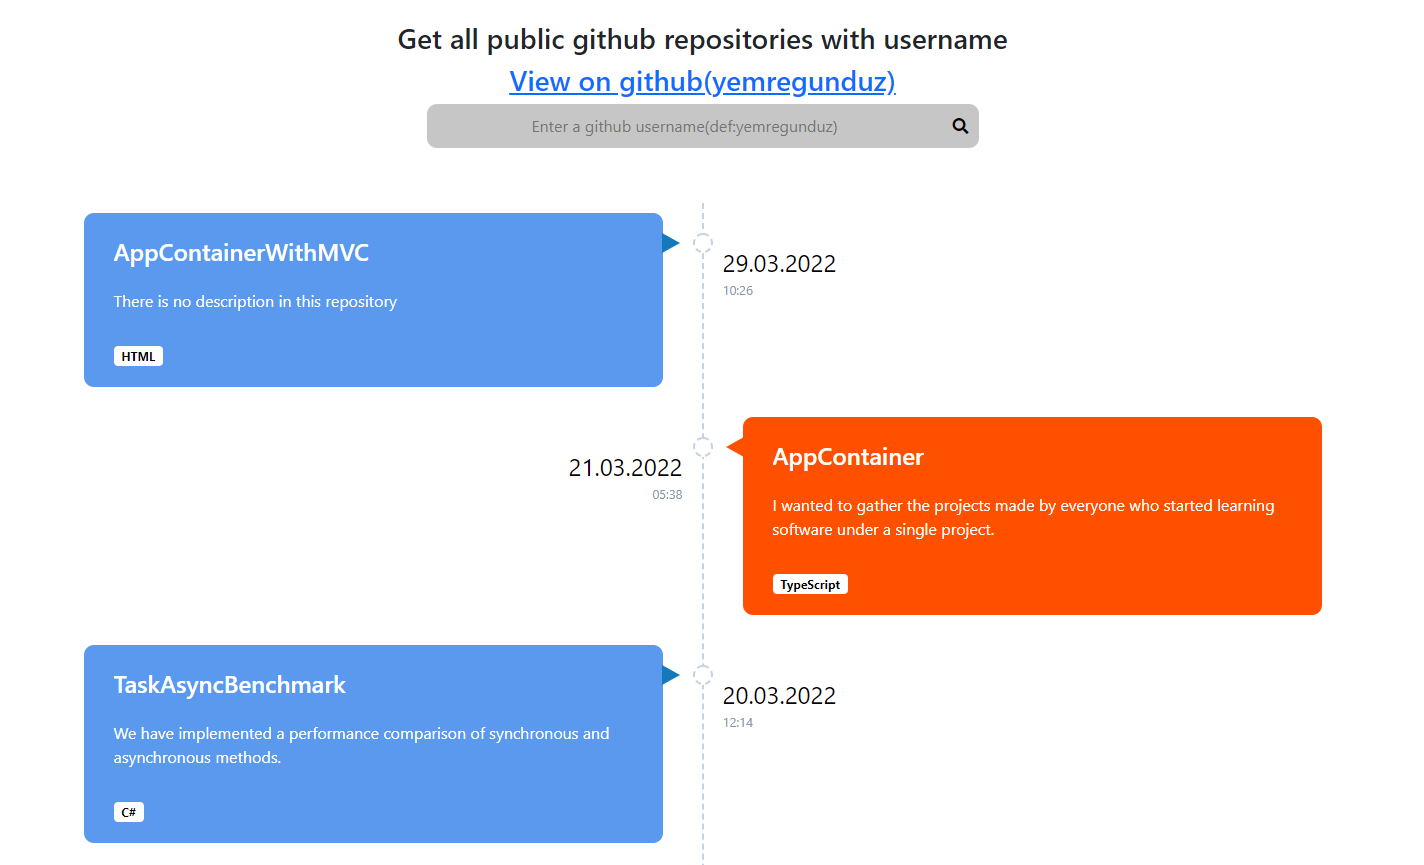 Get all public github repositories with username
View on github(yemregunduz)
Enter a github username(def:yemregunduz)
AppContainerWithMVC
There is no description in this repository
HTML
29.03.2022
10:26
21.03.2022
05:38
AppContainer
I wanted to gather the projects made by everyone who started learning
software under a single project.
TypeScript
TaskAsyncBenchmark
We have implemented a performance comparison of synchronous and
asynchronous methods.
C#
20.03.2022
12:14